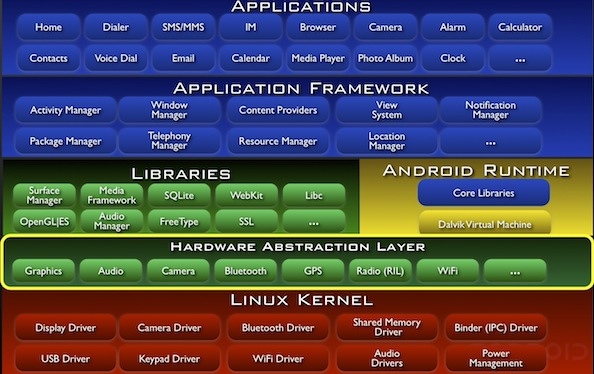 APPLICATIONS
Home Dialer SMS/MMS IM Browser Camera Alarm Calculator
Contacts Voice Dial Email Calendar Media Player Photo Album Clock ...
APPLICATION FRAMEWORK
Activity Manager Window Manager Content Providers View System Notification Manager
Package Manager Telephony Manager Resource Manager Location Manager ...
LIBRARIES
Surface Manager Media Framework SQLite WebKit Libc
OpenGL|ES Audio Manager FreeType SSL ...
ANDROID RUNTIME
Core Libraries
Dalvik Virtual Machine
HARDWARE ABSTRACTION LAYER
Graphics Audio Camera Bluetooth GPS Radio (RIL) WiFi ...
LINUX KERNEL
Display Driver Camera Driver Bluetooth Driver Shared Memory Driver Binder (IPC) Driver
USB Driver Keypad Driver WiFi Driver Audio Drivers Power Management